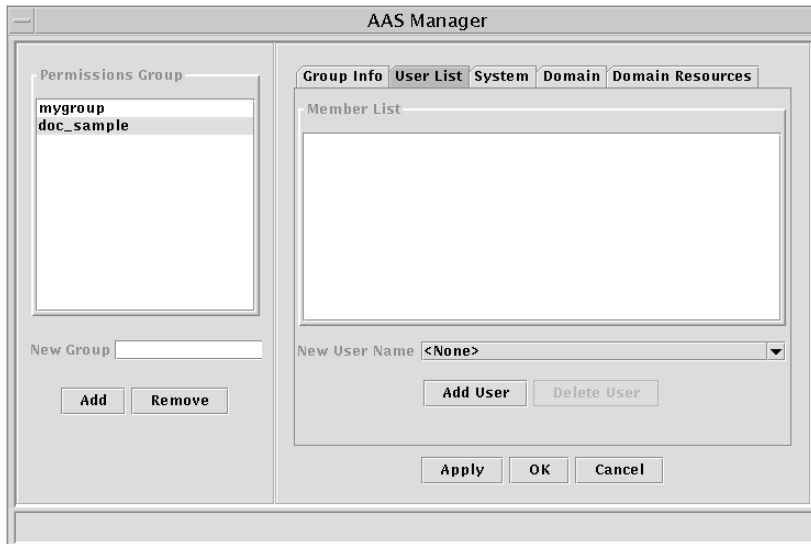 AAS Manager
Permissions Group
mygroup
doc_sample
New Group
Add Remove
Group Info User List System Domain Domain Resources
Member List
New User Name <None>
Add User Delete User
Apply OK Cancel